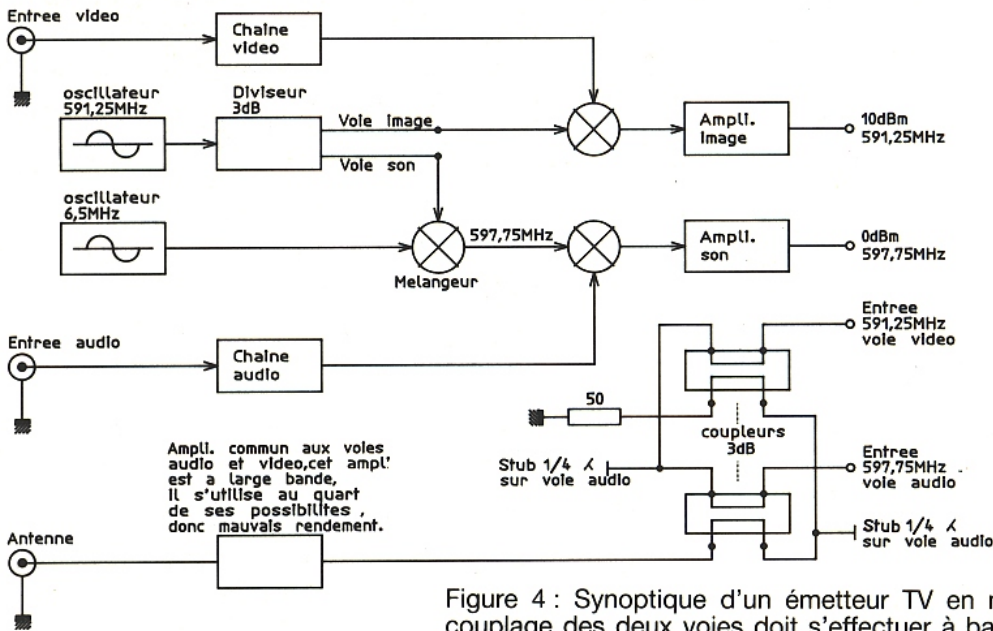 Entree video
Chaine
video
oscillateur
591,25MHz
Diviseur
3dB
Voie image
Voie son
Ampli.
Image
10dBm
591,25MHz
oscillateur
6,5MHz
597,75MHz
Melangeur
Ampli.
son
0dBm
597,75MHz
Entree audio
Chaine
audio
Entree
591,25MHz
voie video
50
coupleurs
3dB
Ampli. commun aux voies
audio et video,cet ampl'
est a large bande,
il s'utilise au quart
de ses possibilites ,
donc mauvais rendement.
Stub 1/4 λ
sur voie audio
Entree
597,75MHz
voie audio
Stub 1/4 λ
sur voie audio
Antenne
Figure 4 : Synoptique d'un émetteur TV en
couplage des deux voies doit s'effectuer à